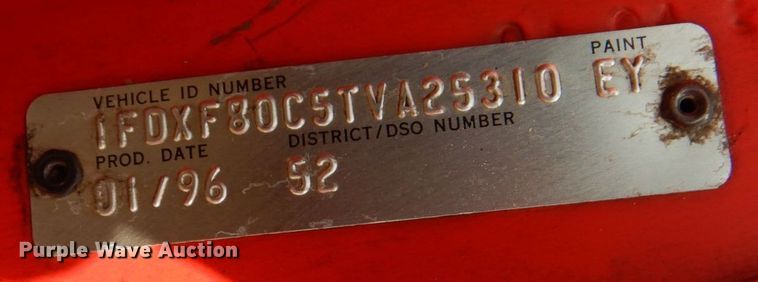 PAINT
VEHICLE ID NUMBER
1FDXF80C5TVA25310 EY
PROD. DATE DISTRICT/DSO NUMBER
01/96 52
Purple Wave Auction